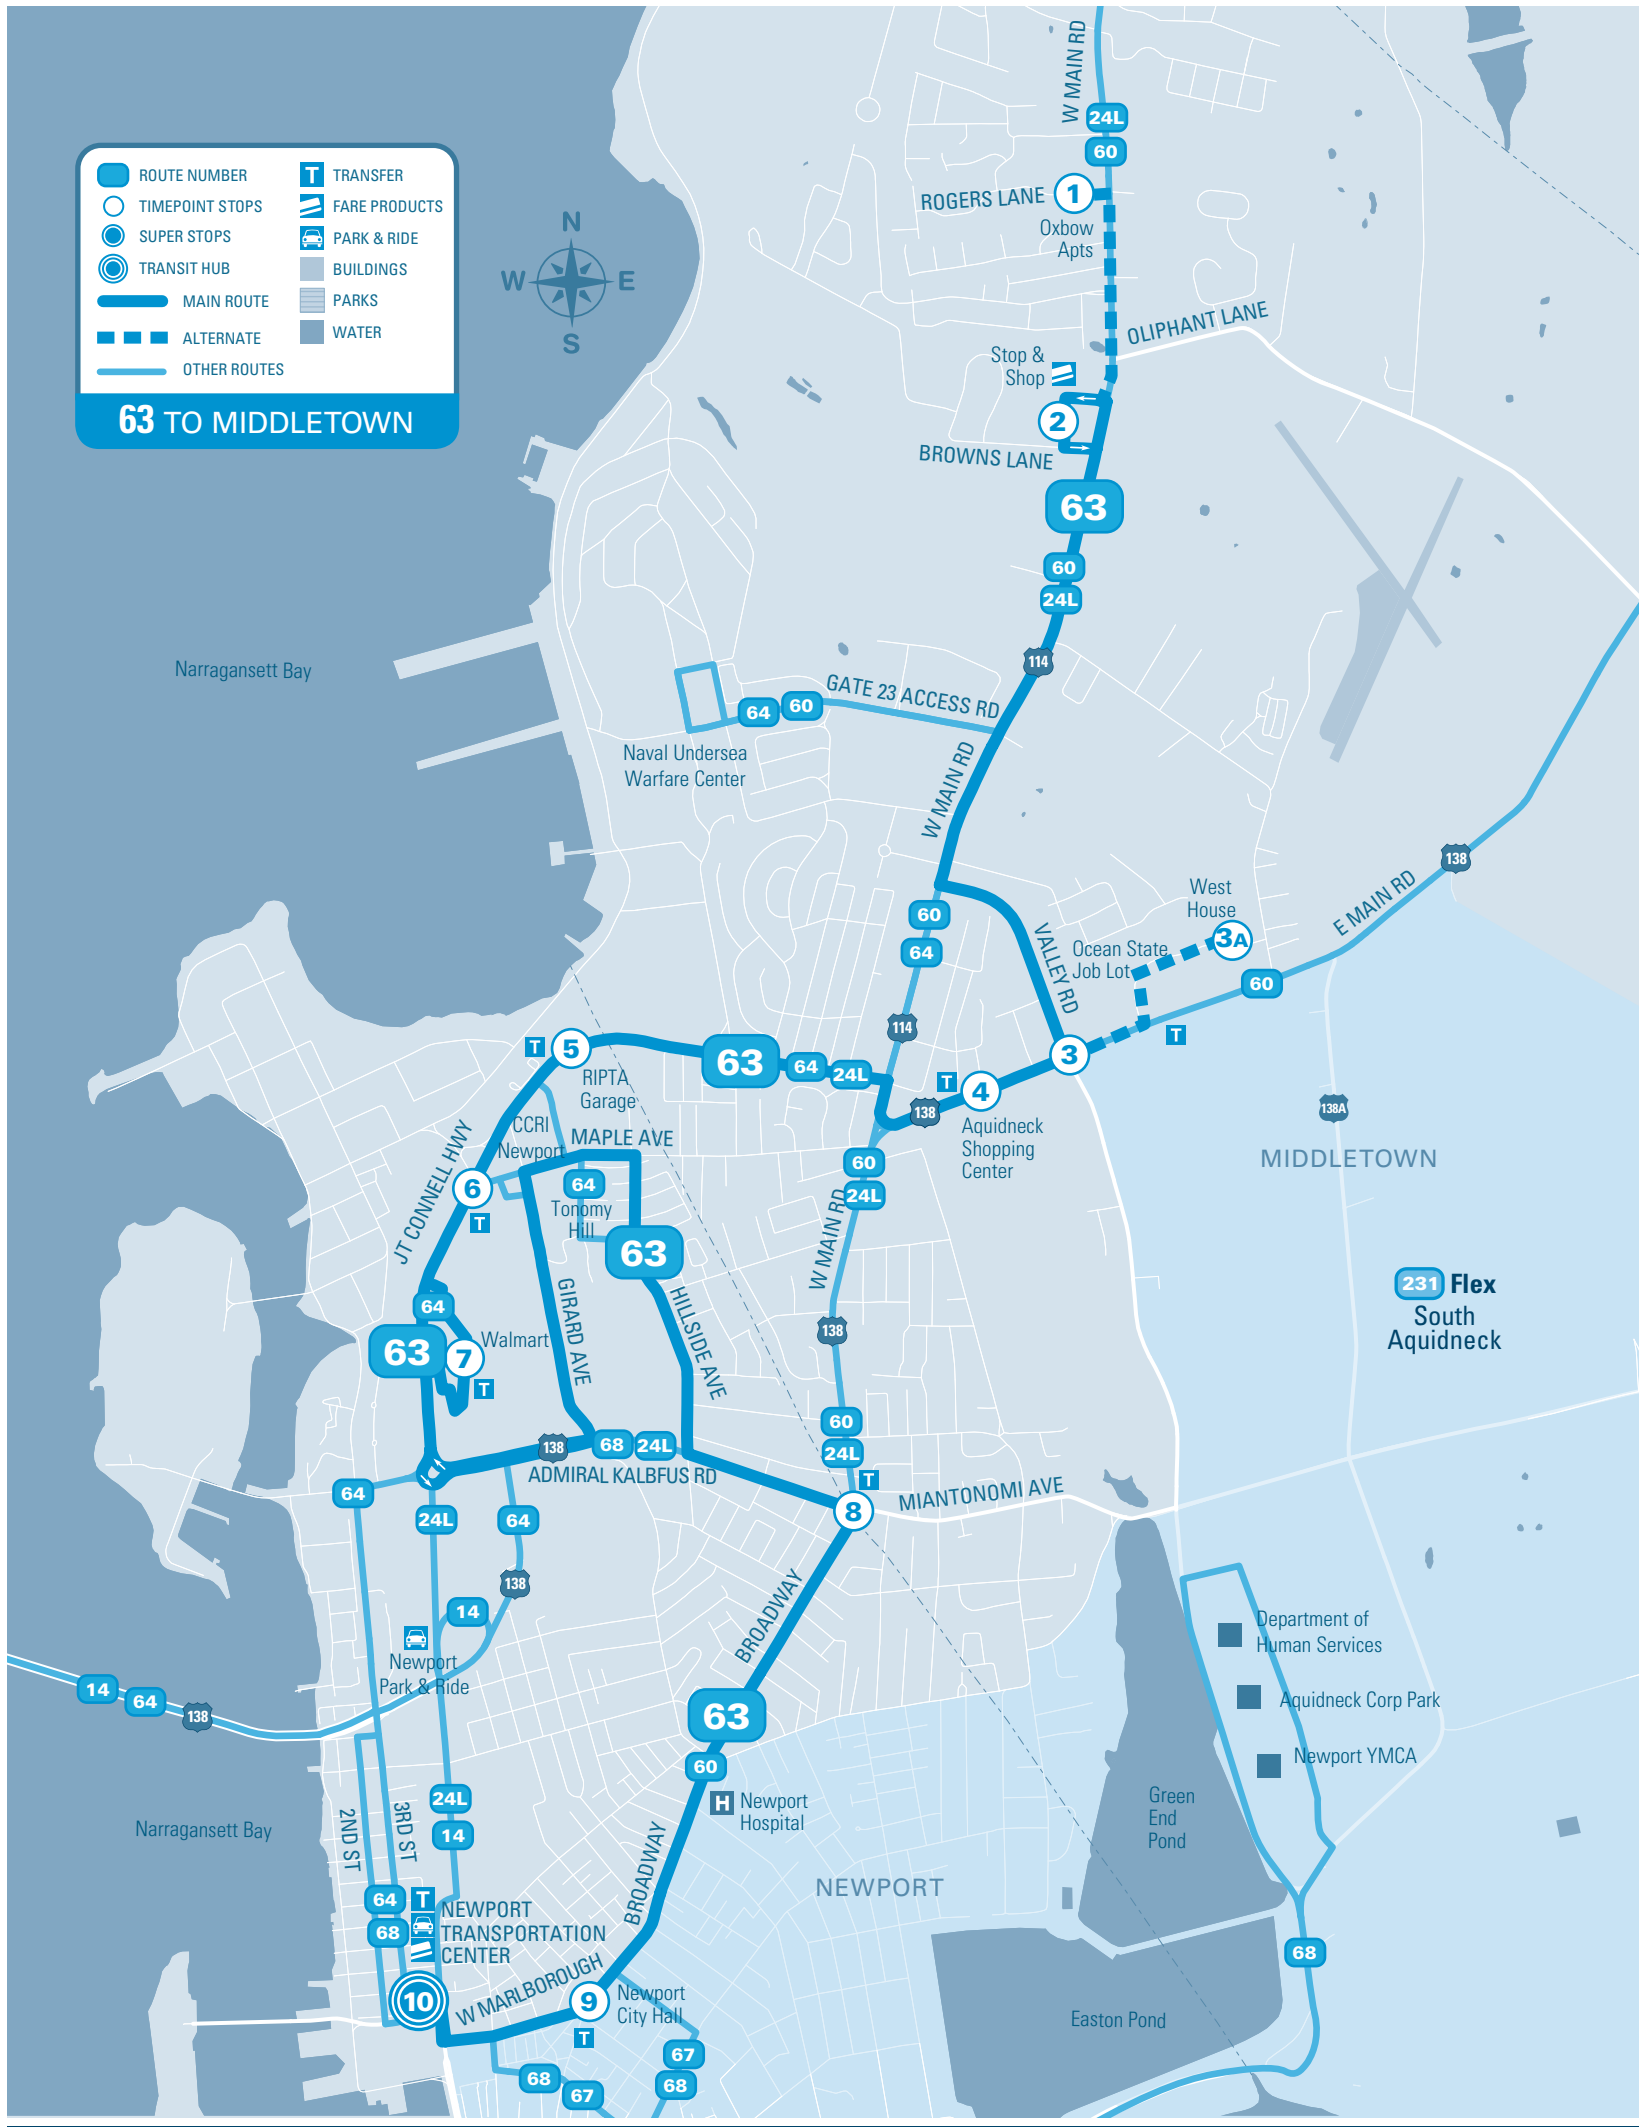 W MAIN RD
24L
60
ROUTE NUMBER
TIMEPOINT STOPS
SUPER STOPS
TRANSIT HUB
MAIN ROUTE
ALTERNATE
OTHER ROUTES
T TRANSFER
FARE PRODUCTS
PARK & RIDE
BUILDINGS
PARKS
WATER
63 TO MIDDLETOWN
N
W E
S
ROGERS LANE
1
Oxbow
Apts
OLIPHANT LANE
Stop &
Shop
2
BROWNS LANE
63
60
24L
114
Narragansett Bay
GATE 23 ACCESS RD
64
60
Naval Undersea
Warfare Center
W MAIN RD
138
E MAIN RD
West
House
3A
60
64
VALLEY RD
Ocean State
Job Lot
60
T
114
3
T
5
RIPTA
Garage
63
64
24L
T
4
138
Aquidneck
Shopping
Center
138A
MIDDLETOWN
CCRI
Newport
MAPLE AVE
JT CONNELL HWY
6
T
64
Tonomy
Hill
63
60
24L
W MAIN RD
138
231 Flex
South
Aquidneck
64
63
7
Walmart
T
GIRARD AVE
HILLSIDE AVE
60
24L
T
138
68
24L
ADMIRAL KALBFUS RD
8
MIANTONOMI AVE
64
24L
64
138
14
BROADWAY
Newport
Park & Ride
14
64
138
63
60
H Newport
Hospital
Department of
Human Services
Aquidneck Corp Park
Newport YMCA
Green
End
Pond
Narragansett Bay
2ND ST
3RD ST
24L
14
BROADWAY
NEWPORT
64
68
T
NEWPORT
TRANSPORTATION
CENTER
10
W MARLBOROUGH
9
Newport
City Hall
T
68
Easton Pond
68
67
67
68